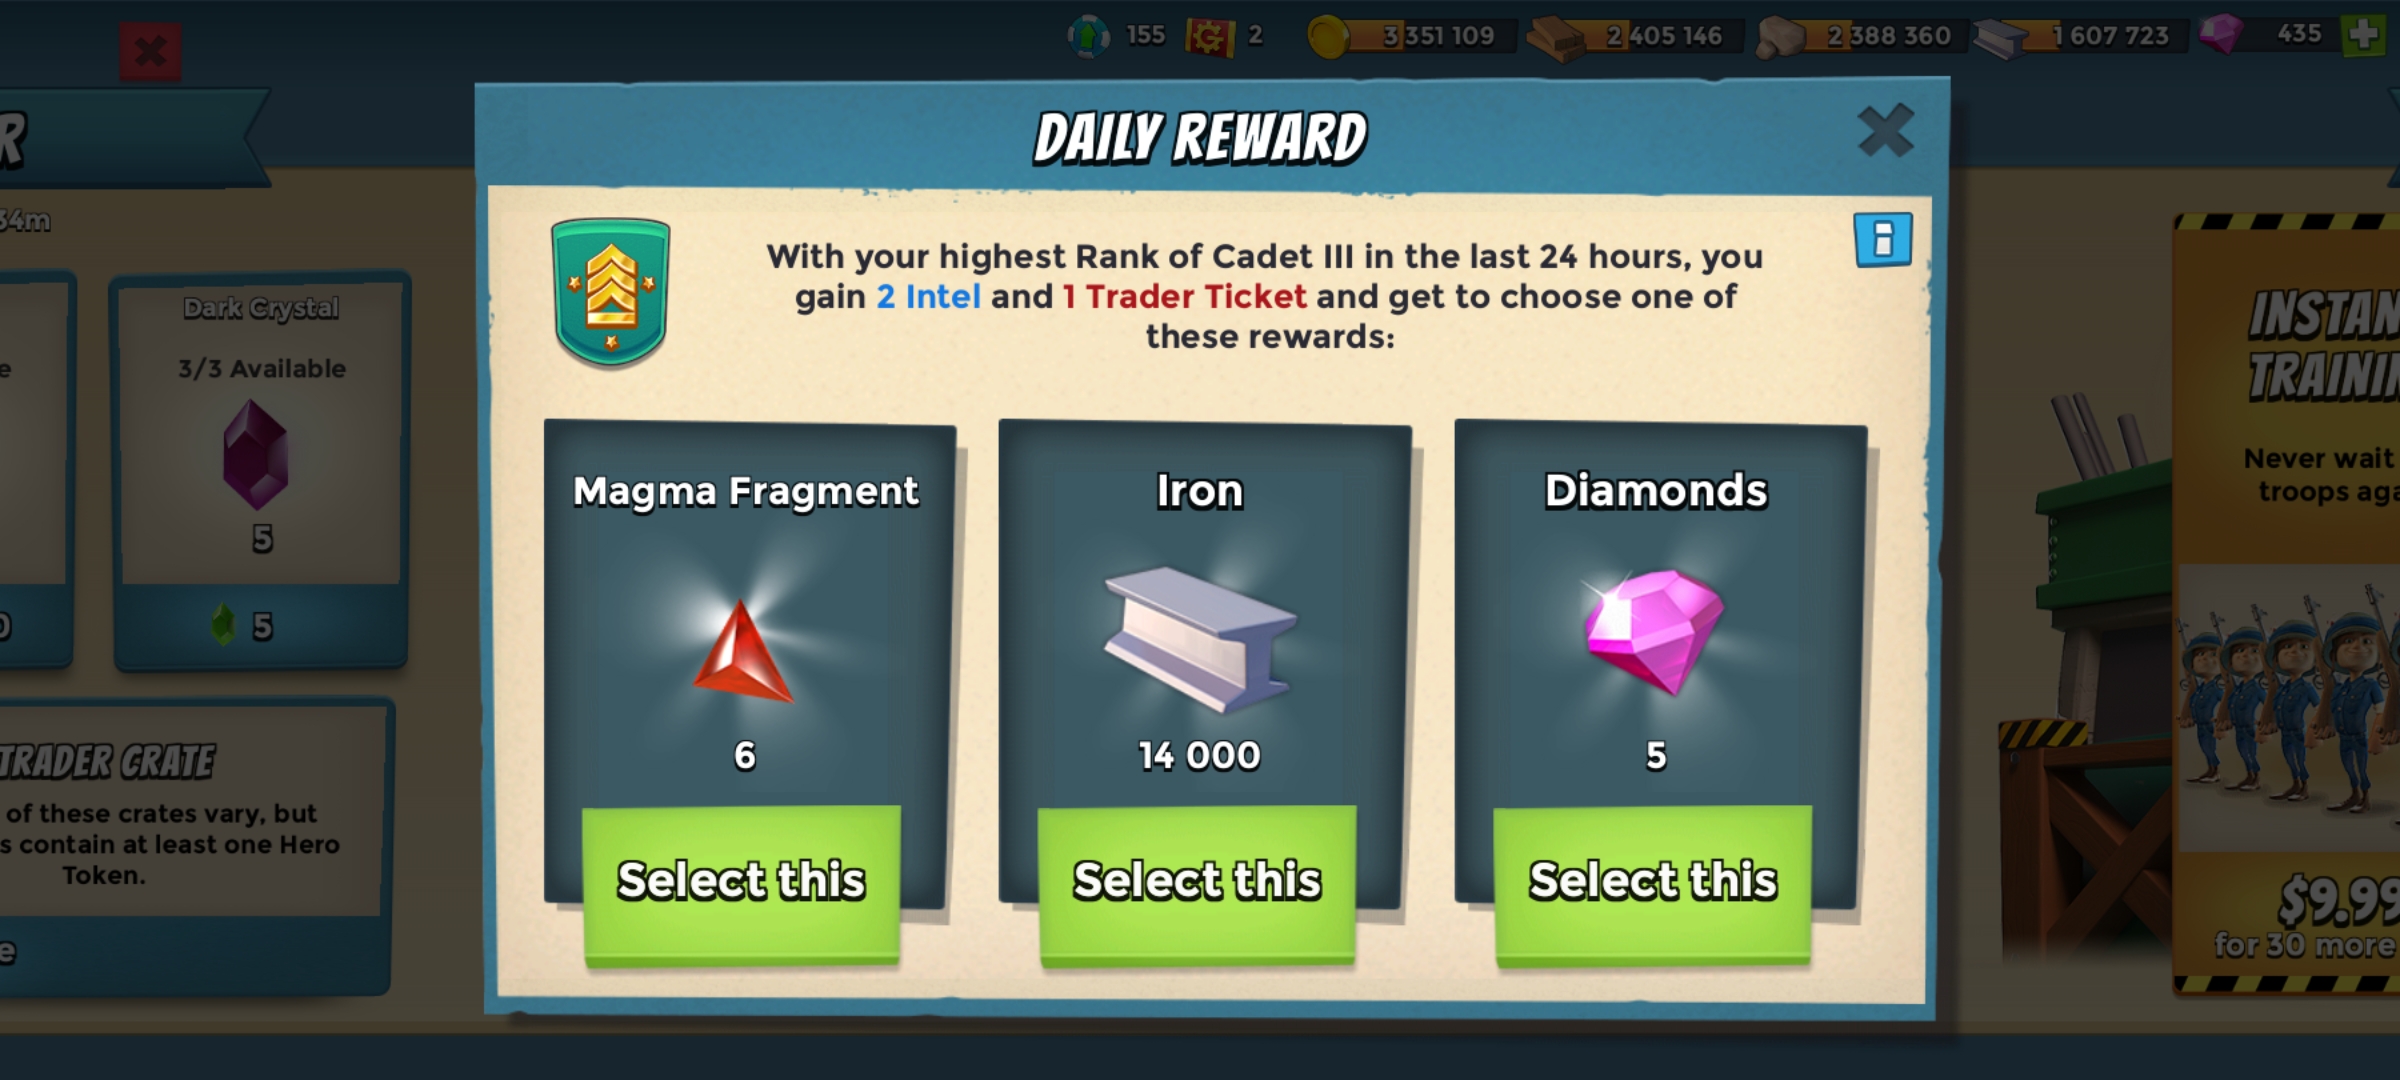 155
2
3 351 109
2 405 146
2 388 360
1 607 723
435
DAILY REWARD
With your highest Rank of Cadet III in the last 24 hours, you
gain 2 Intel and 1 Trader Ticket and get to choose one of
these rewards:
Magma Fragment
6
Select this
Iron
14 000
Select this
Diamonds
5
Select this
R
34m
e
0
Dark Crystal
3/3 Available
5
5
TRADER CRATE
of these crates vary, but
s contain at least one Hero
Token.
e
INSTAN
TRAININ
Never wait
troops aga
$9.99
for 30 more